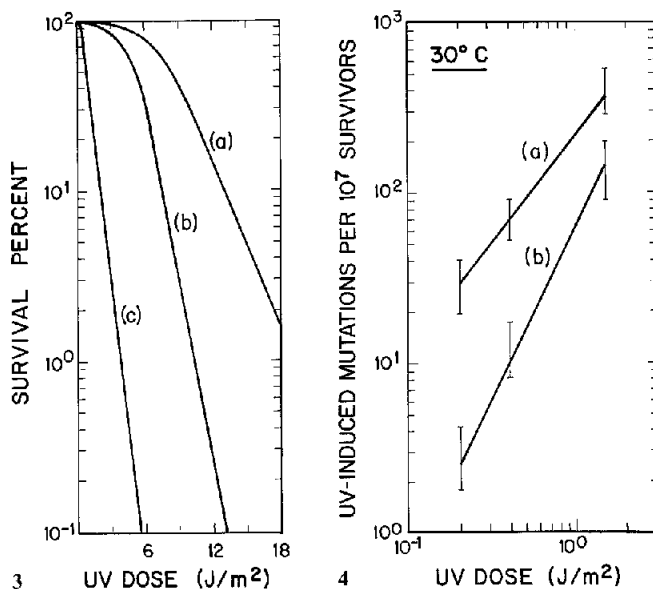 SURVIVAL PERCENT
10²
10¹
10⁰
10⁻¹
(a)
(b)
(c)
6
12
18
3
UV DOSE (J/m²)
UV-INDUCED MUTATIONS PER 10⁷ SURVIVORS
10³
10²
10¹
10⁰
30° C
(a)
(b)
10⁻¹
10⁰
4
UV DOSE (J/m²)